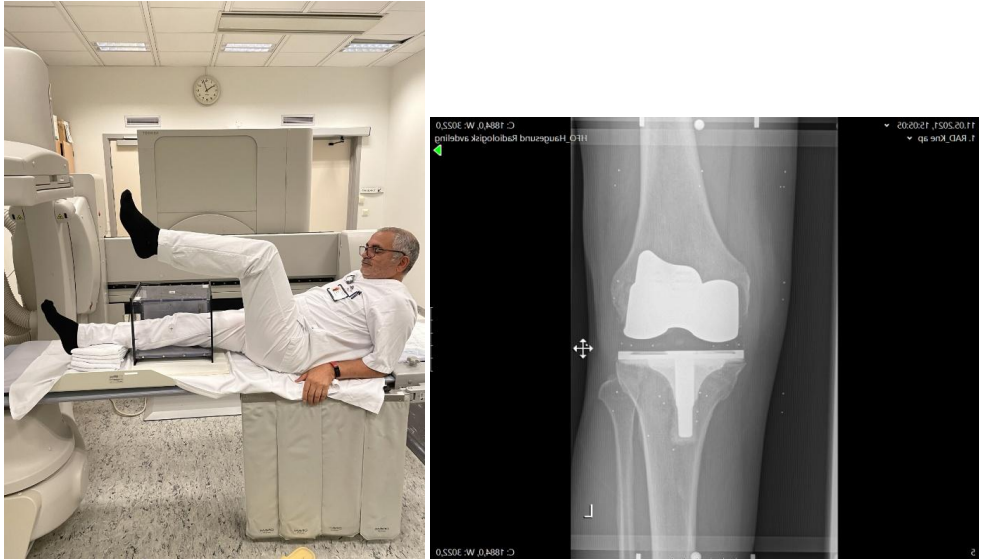 C: 1884,0, W: 3022,0
HFO_Haugesund Radiologisk avdeling
11.05.2021, 15:05:05
1. RAD_Kne ap
L
C: 1884,0, W: 3022,0
5